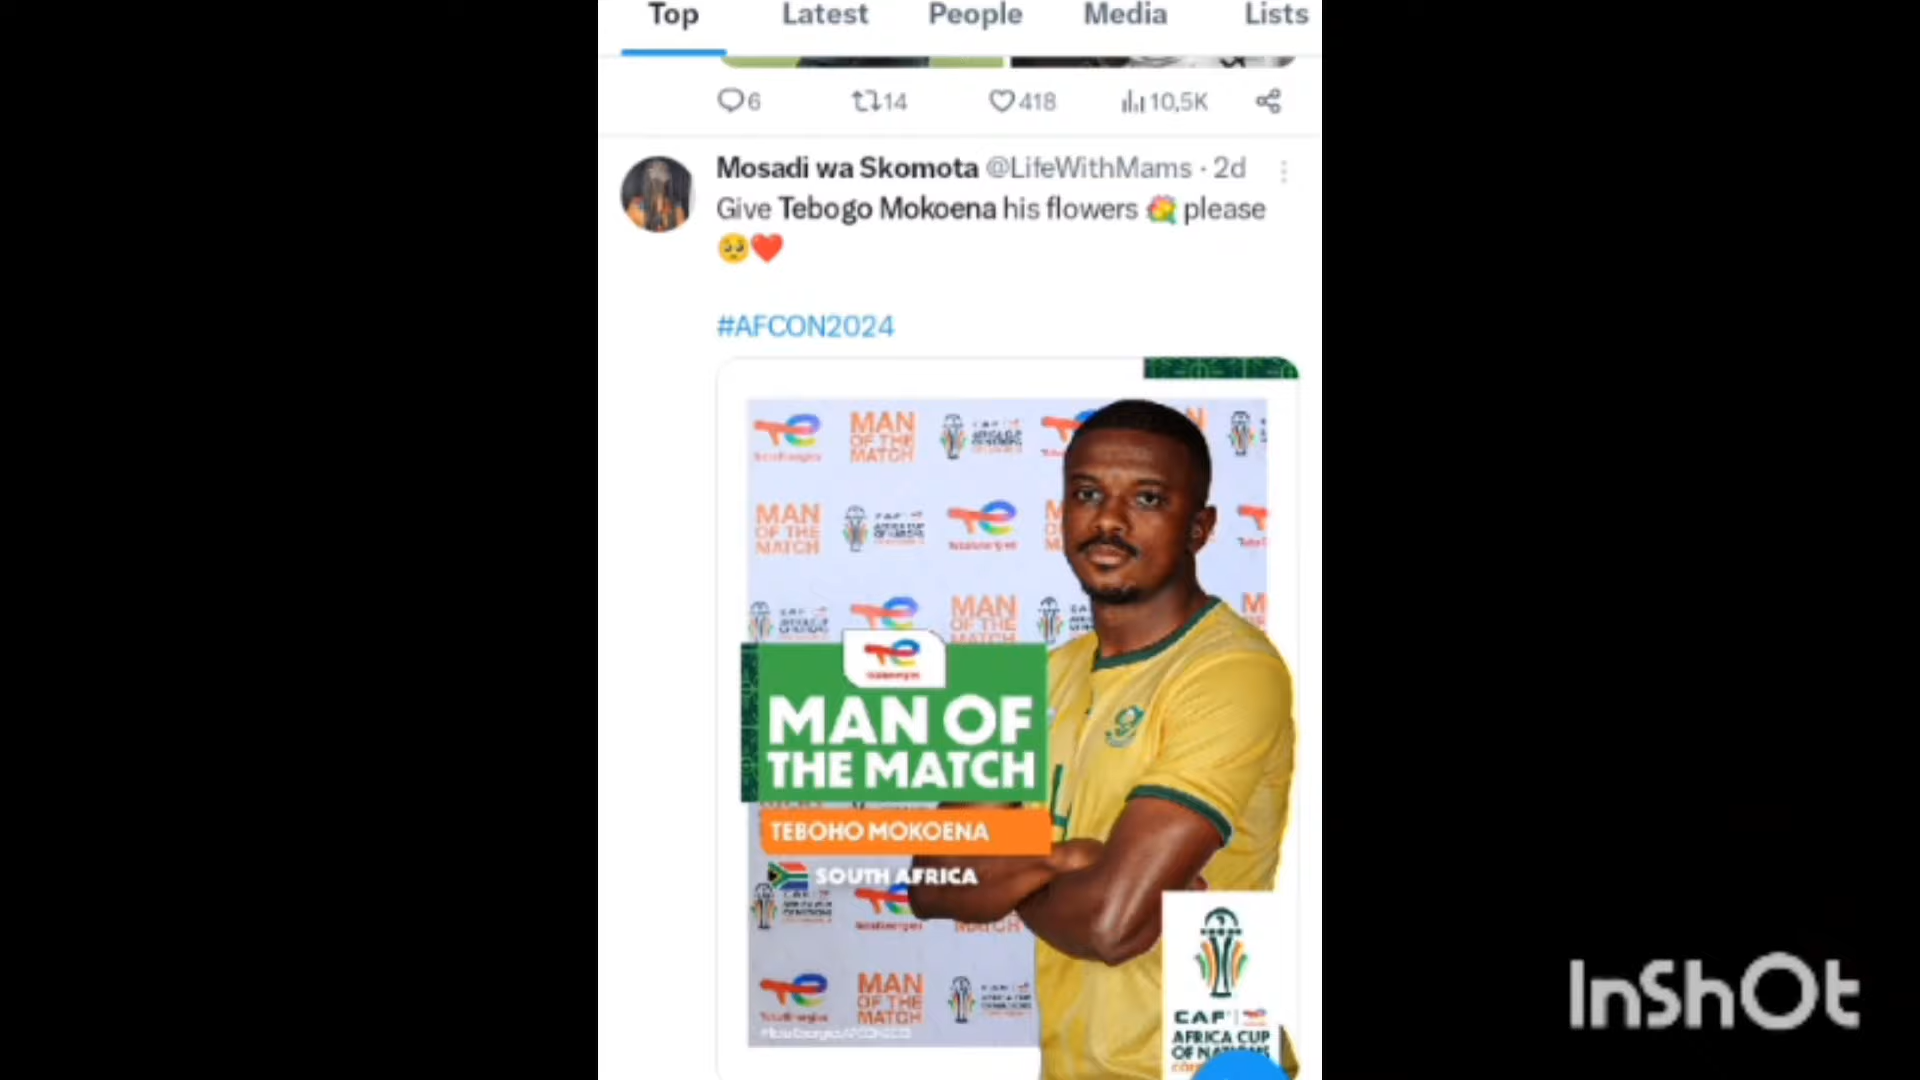 Top Latest People Media Lists
6 14 418 10,5K
Mosadi wa Skomota @LifeWithMams · 2d
Give Tebogo Mokoena his flowers 💐 please
🥺❤️
#AFCON2024
MAN OF THE MATCH
MAN OF THE MATCH
MAN OF THE MATCH
MAN OF
THE MATCH
TEBOHO MOKOENA
SOUTH AFRICA
MAN OF THE MATCH
CAF
AFRICA CUP
InShOt